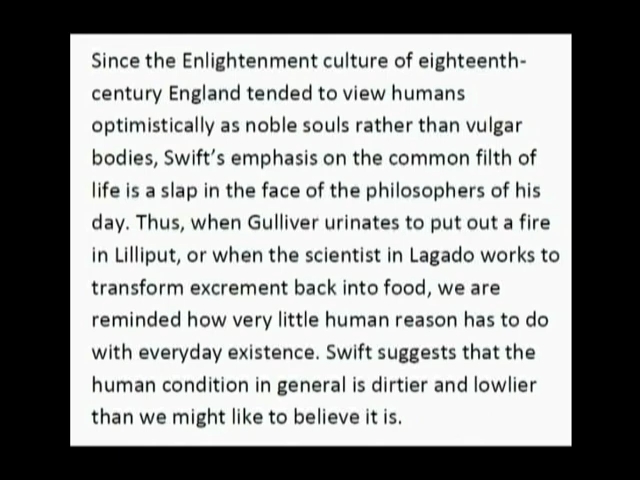 Since the Enlightenment culture of eighteenth-
century England tended to view humans
optimistically as noble souls rather than vulgar
bodies, Swift's emphasis on the common filth of
life is a slap in the face of the philosophers of his
day. Thus, when Gulliver urinates to put out a fire
in Lilliput, or when the scientist in Lagado works to
transform excrement back into food, we are
reminded how very little human reason has to do
with everyday existence. Swift suggests that the
human condition in general is dirtier and lowlier
than we might like to believe it is.